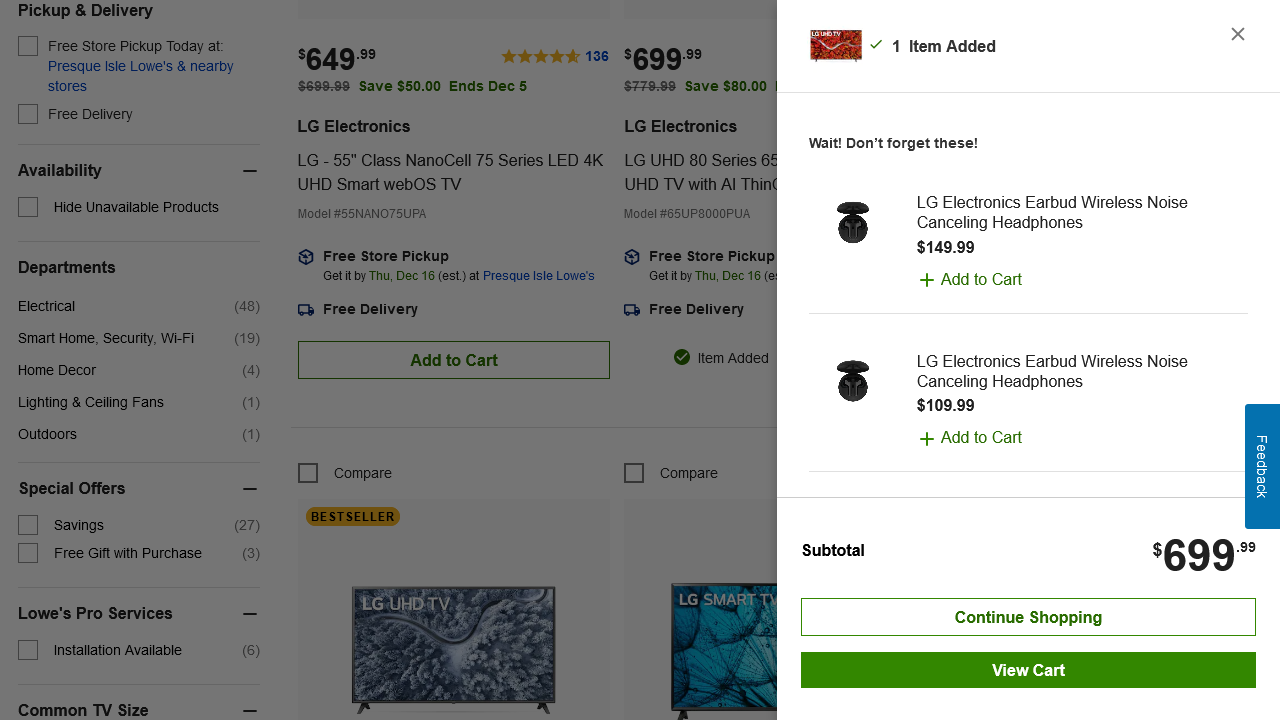 Pickup & Delivery
Free Store Pickup Today at:
Presque Isle Lowe's & nearby
stores
Free Delivery
Availability
Hide Unavailable Products
Departments
Electrical (48)
Smart Home, Security, Wi-Fi (19)
Home Decor (4)
Lighting & Ceiling Fans (1)
Outdoors (1)
Special Offers
Savings (27)
Free Gift with Purchase (3)
Lowe's Pro Services
Installation Available (6)
Common TV Size
$649.99 136
$699.99 Save $50.00 Ends Dec 5
LG Electronics
LG - 55" Class NanoCell 75 Series LED 4K
UHD Smart webOS TV
Model #55NANO75UPA
Free Store Pickup
Get it by Thu, Dec 16 (est.) at Presque Isle Lowe's
Free Delivery
Add to Cart
Compare
BESTSELLER
LG UHD TV
$699.99
$779.99 Save $80.00
LG Electronics
LG UHD 80 Series 65
UHD TV with AI ThinQ
Model #65UP8000PUA
Free Store Pickup
Get it by Thu, Dec 16
Free Delivery
Item Added
Compare
LG SMART TV
LG UHD TV
1 Item Added
Wait! Don’t forget these!
LG Electronics Earbud Wireless Noise
Canceling Headphones
$149.99
Add to Cart
LG Electronics Earbud Wireless Noise
Canceling Headphones
$109.99
Add to Cart
Feedback
Subtotal $699.99
Continue Shopping
View Cart